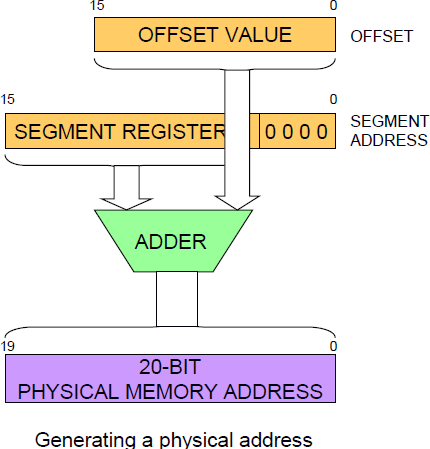 15 0
OFFSET VALUE OFFSET
15 0
SEGMENT REGISTER 0 0 0 0 SEGMENT
ADDRESS
ADDER
19 0
20-BIT
PHYSICAL MEMORY ADDRESS
Generating a physical address